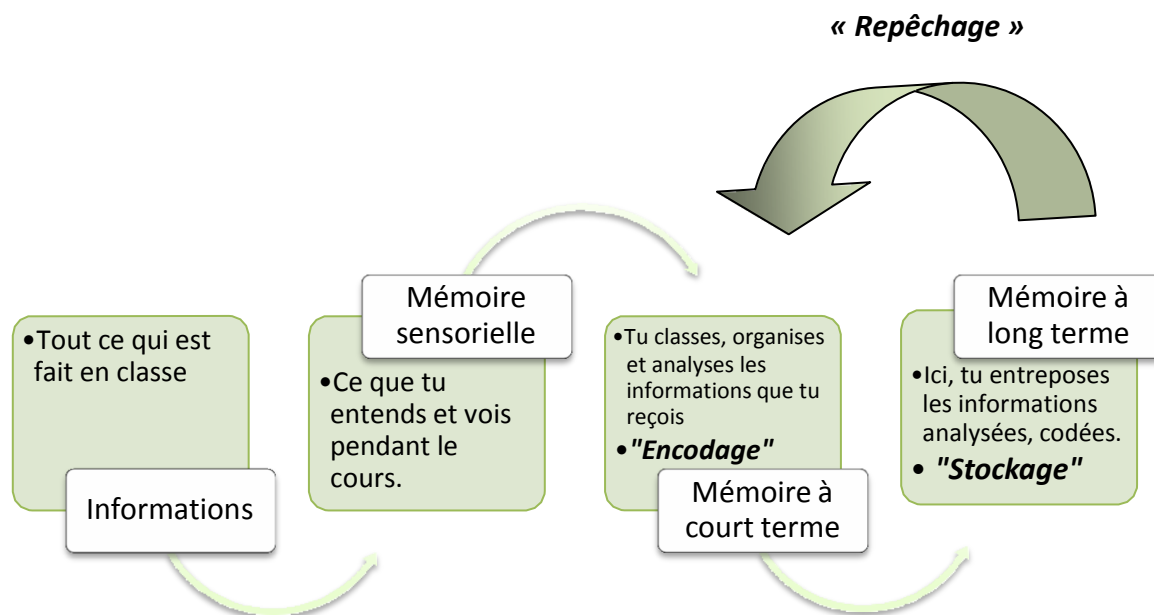 « Repêchage »
•Tout ce qui est
fait en classe
Informations
Mémoire
sensorielle
•Ce que tu
entends et vois
pendant le
cours.
•Tu classes, organises
et analyses les
informations que tu
reçois
•"Encodage"
Mémoire à
court terme
Mémoire à
long terme
•Ici, tu entreposes
les informations
analysées, codées.
• "Stockage"